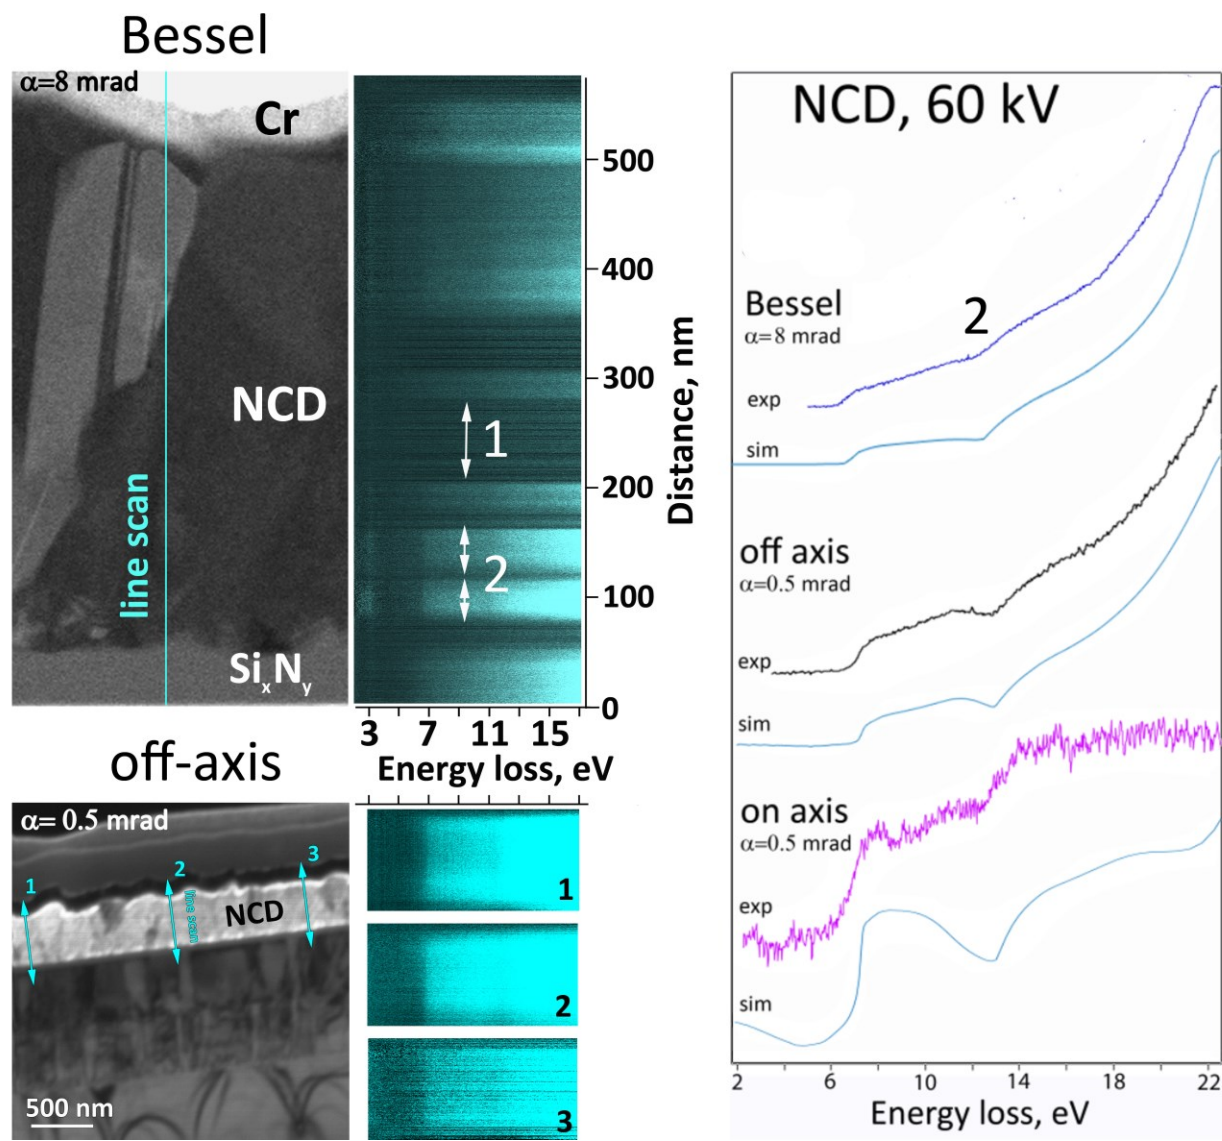 Bessel
α=8 mrad
Cr
NCD
line scan
SixNy
500
400
300
200
100
0
Distance, nm
1
2
3 7 11 15
Energy loss, eV
off-axis
α= 0.5 mrad
1
2
3
line scan
NCD
500 nm
1
2
3
NCD, 60 kV
Bessel
α=8 mrad
2
exp
sim
off axis
α=0.5 mrad
exp
sim
on axis
α=0.5 mrad
exp
sim
2 6 10 14 18 22
Energy loss, eV